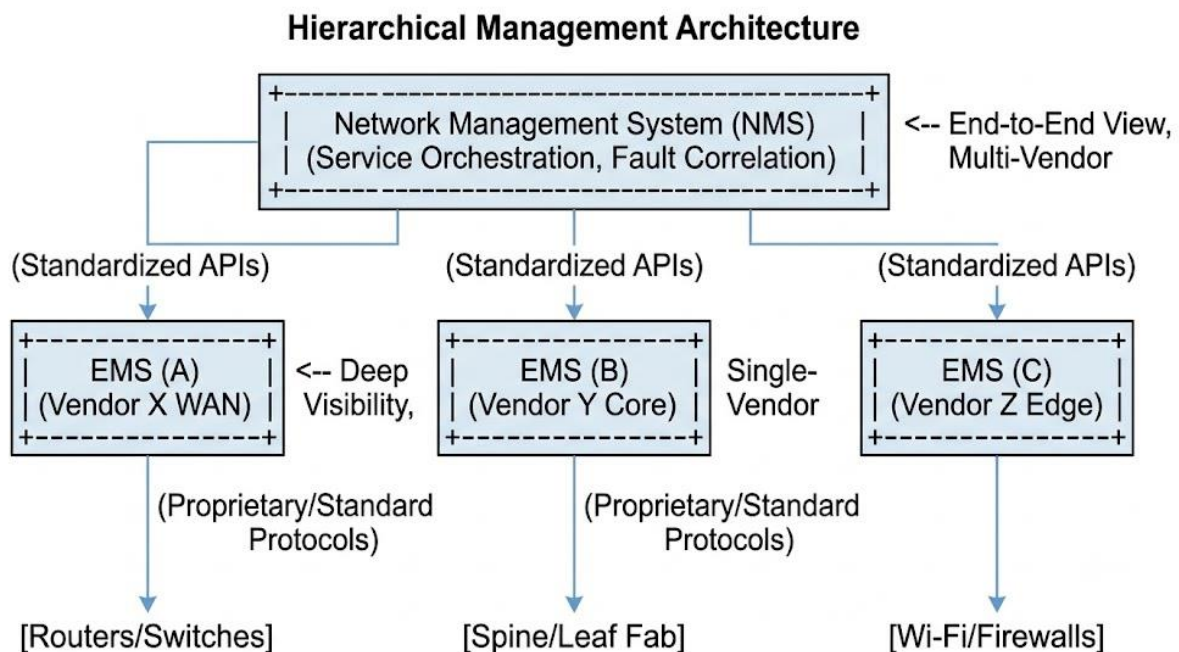 Hierarchical Management Architecture
+--------------------------------------------+
| Network Management System (NMS) | <-- End-to-End View,
| (Service Orchestration, Fault Correlation) | Multi-Vendor
+--------------------------------------------+
(Standardized APIs) (Standardized APIs) (Standardized APIs)
+----------------+ +----------------+ +----------------+
| EMS (A) | <-- Deep | EMS (B) | Single- | EMS (C) |
| (Vendor X WAN) | Visibility, | (Vendor Y Core) | Vendor | (Vendor Z Edge) |
+----------------+ +----------------+ +----------------+
(Proprietary/Standard (Proprietary/Standard
Protocols) Protocols)
[Routers/Switches] [Spine/Leaf Fab] [Wi-Fi/Firewalls]